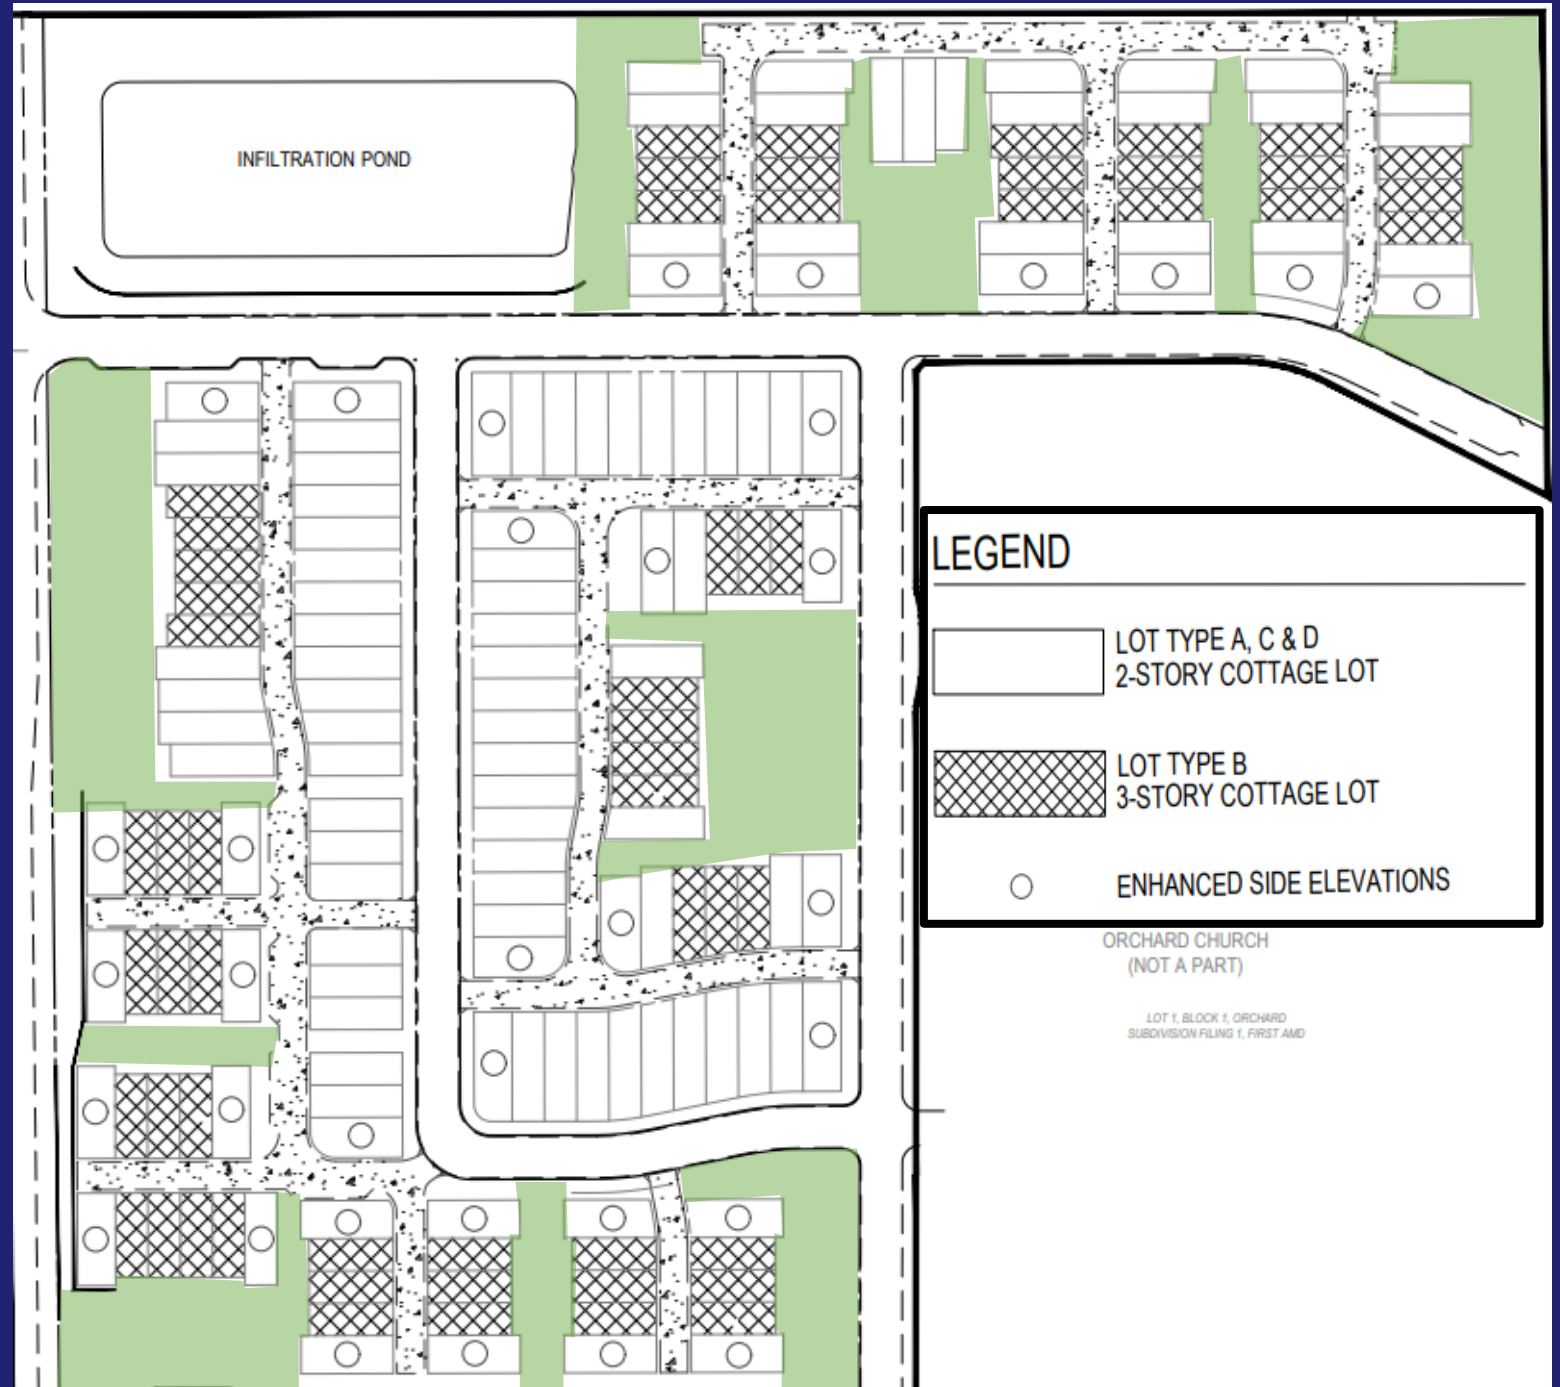 INFILTRATION POND
LEGEND
LOT TYPE A, C & D
2-STORY COTTAGE LOT
LOT TYPE B
3-STORY COTTAGE LOT
ENHANCED SIDE ELEVATIONS
ORCHARD CHURCH
(NOT A PART)
LOT 1, BLOCK 1, ORCHARD
SUBDIVISION FILING 1, FIRST AMD